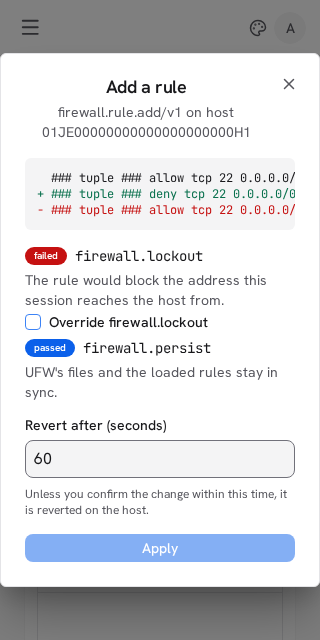 A
Add a rule
firewall.rule.add/v1 on host
01JE00000000000000000000H1
### tuple ### allow tcp 22 0.0.0.0/
+ ### tuple ### deny tcp 22 0.0.0.0/0
- ### tuple ### allow tcp 22 0.0.0.0/
failed firewall.lockout
The rule would block the address this
session reaches the host from.
Override firewall.lockout
passed firewall.persist
UFW's files and the loaded rules stay in
sync.
Revert after (seconds)
60
Unless you confirm the change within this time, it
is reverted on the host.
Apply